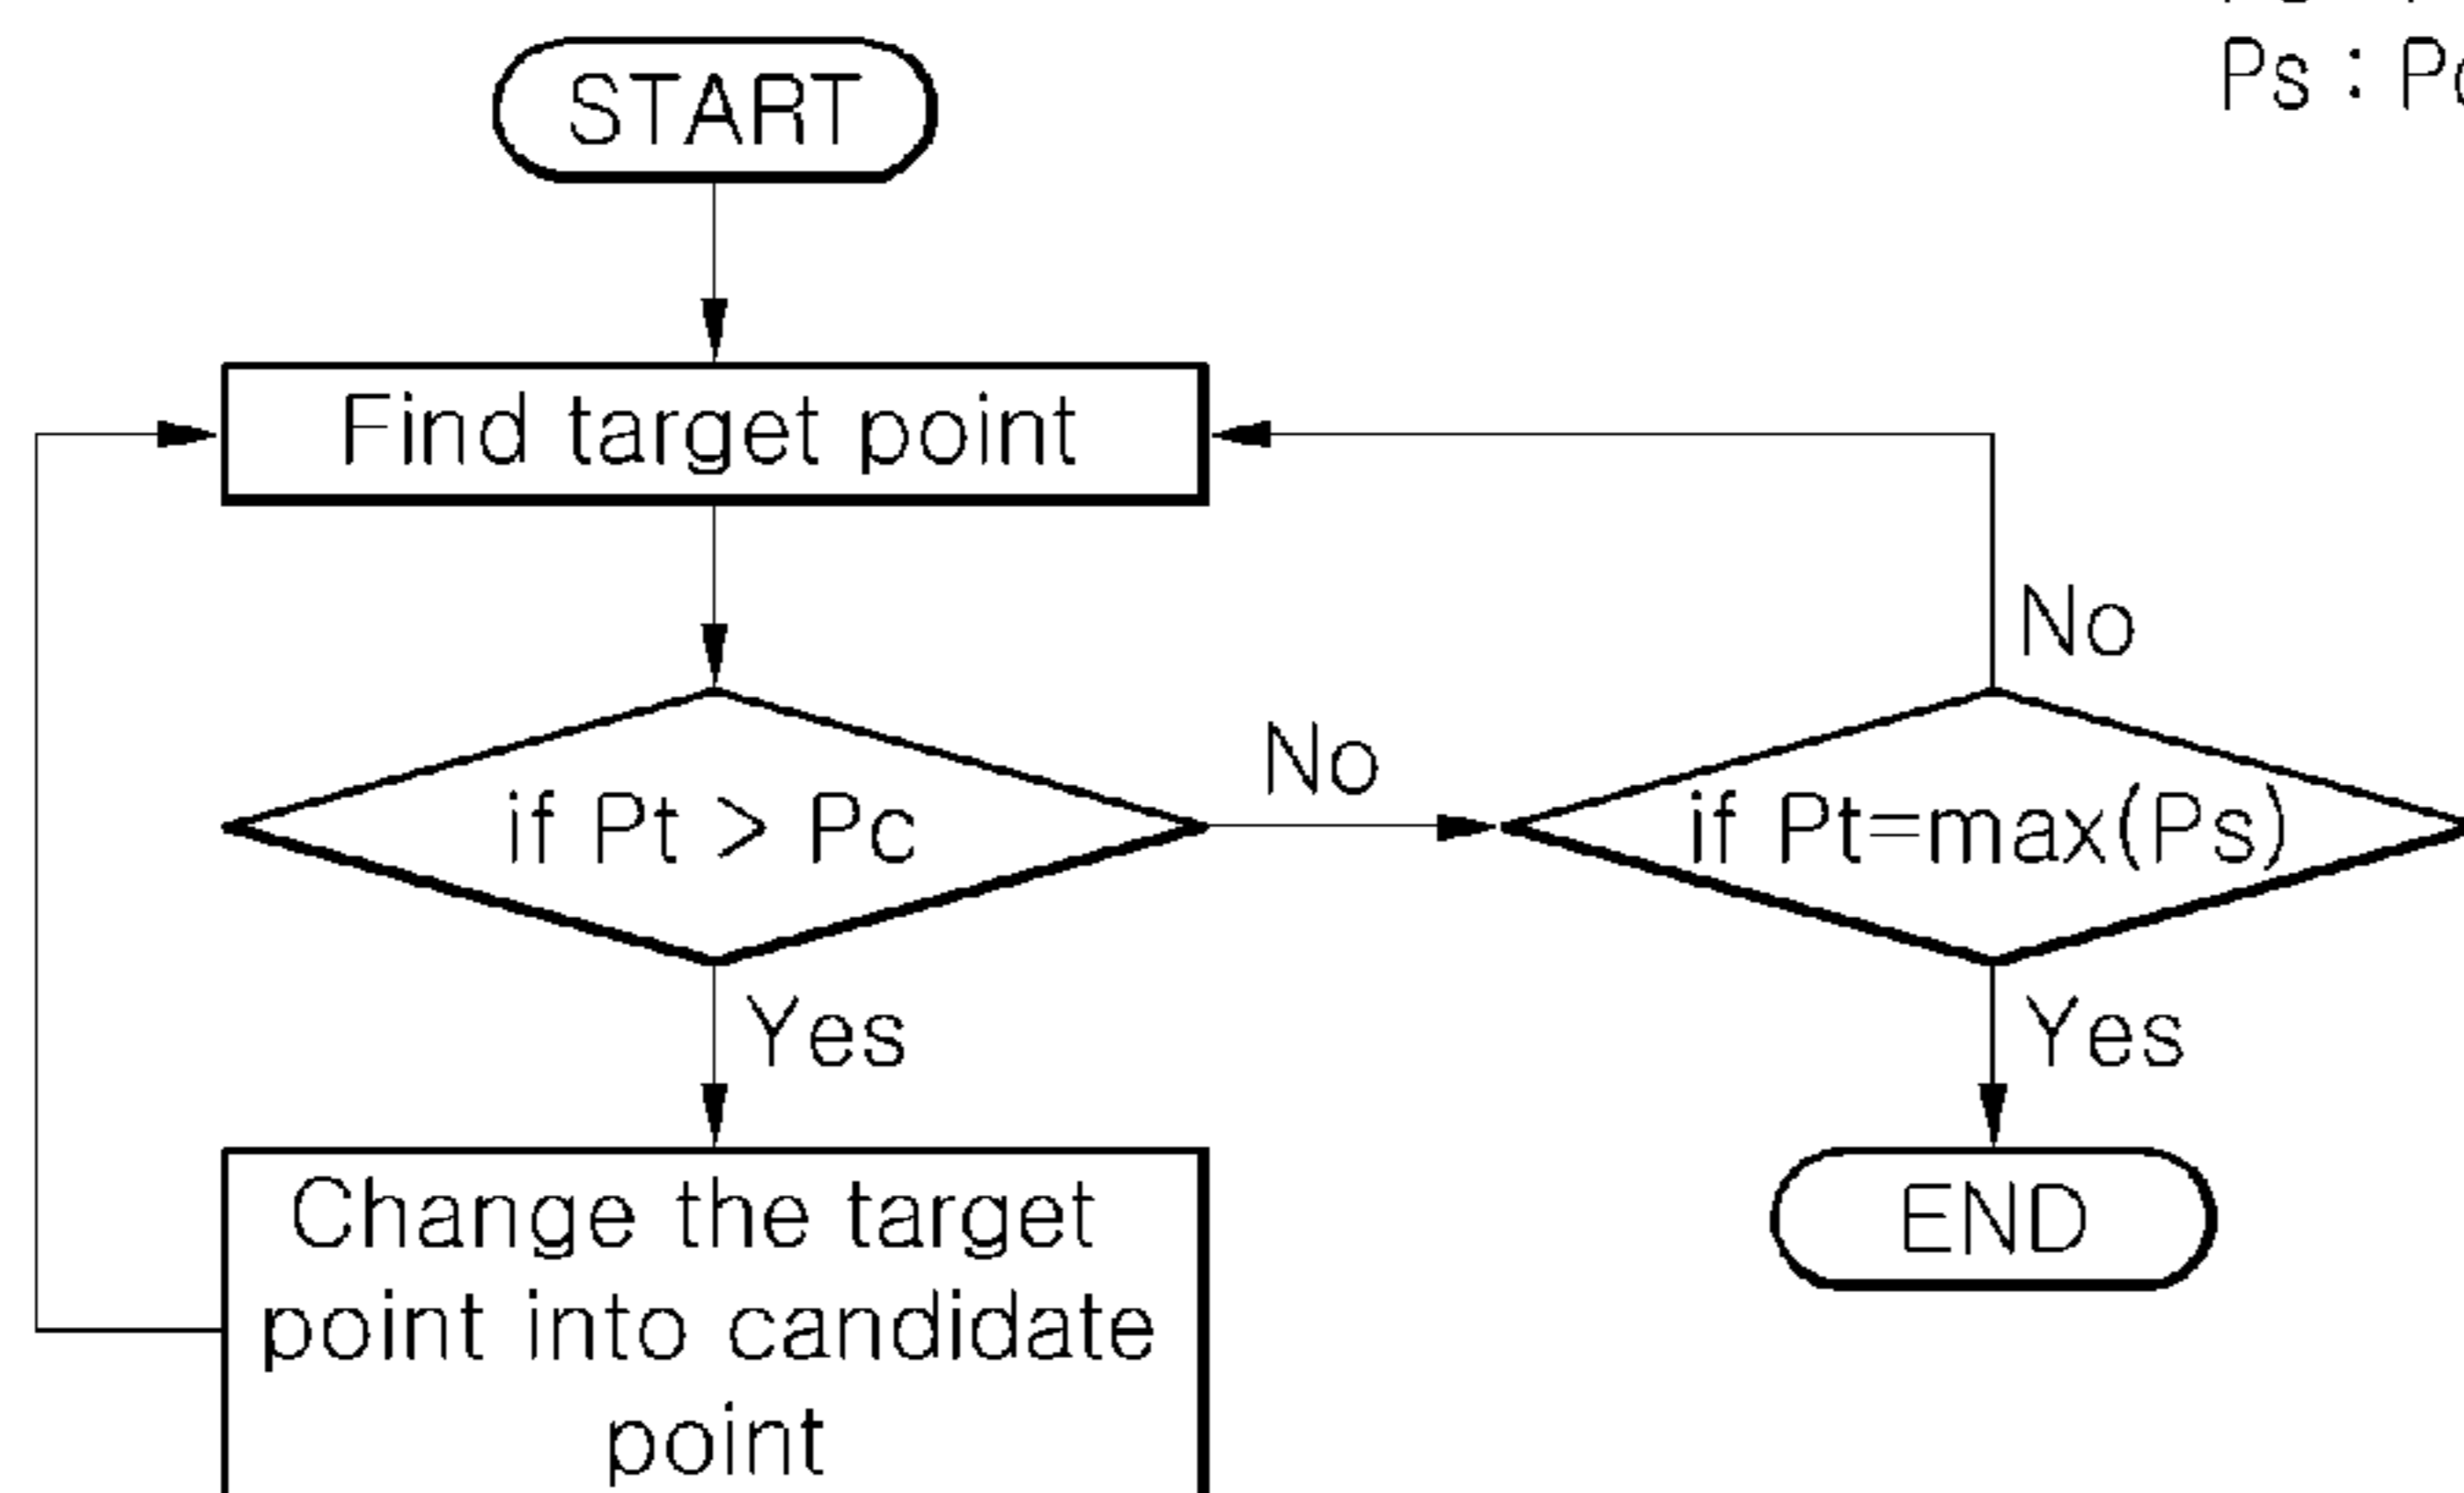 START
Ps :
Find target point
No
No
if Pt > Pc
if Pt=max(Ps)
Yes
Yes
Change the target
point into candidate
point
END